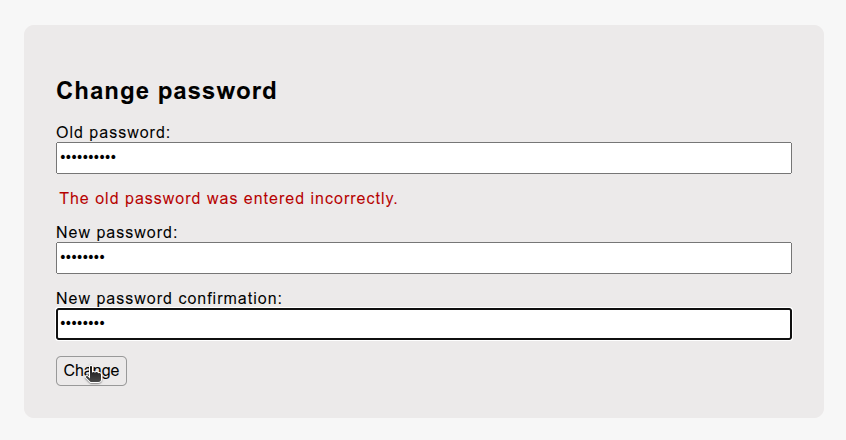 Change password
Old password:
••••••••••
The old password was entered incorrectly.
New password:
••••••••
New password confirmation:
••••••••
Change